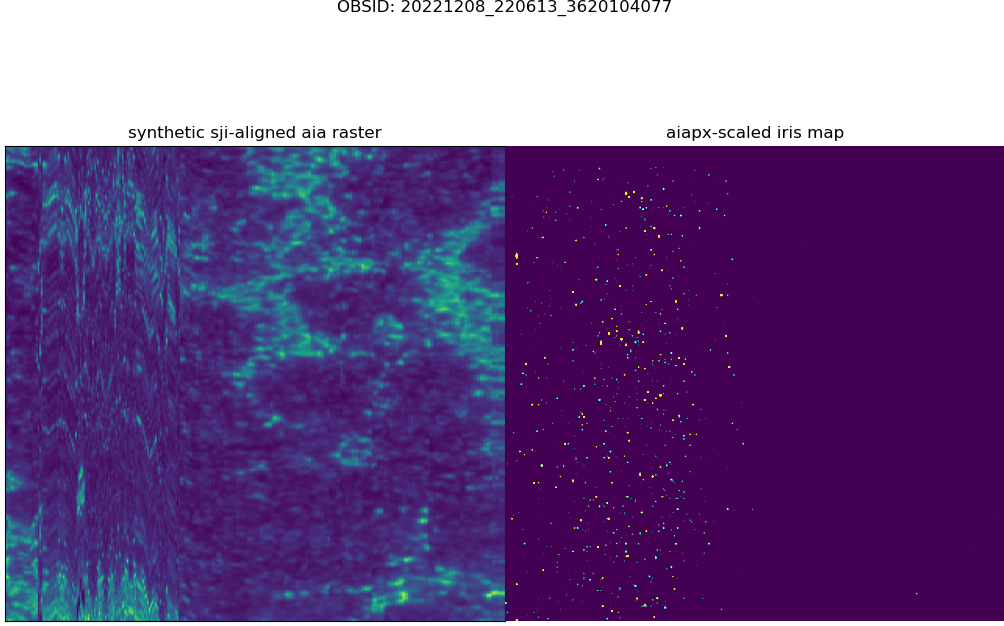 OBSID: 20221208_220613_3620104077
synthetic sji-aligned aia raster
aiapx-scaled iris map